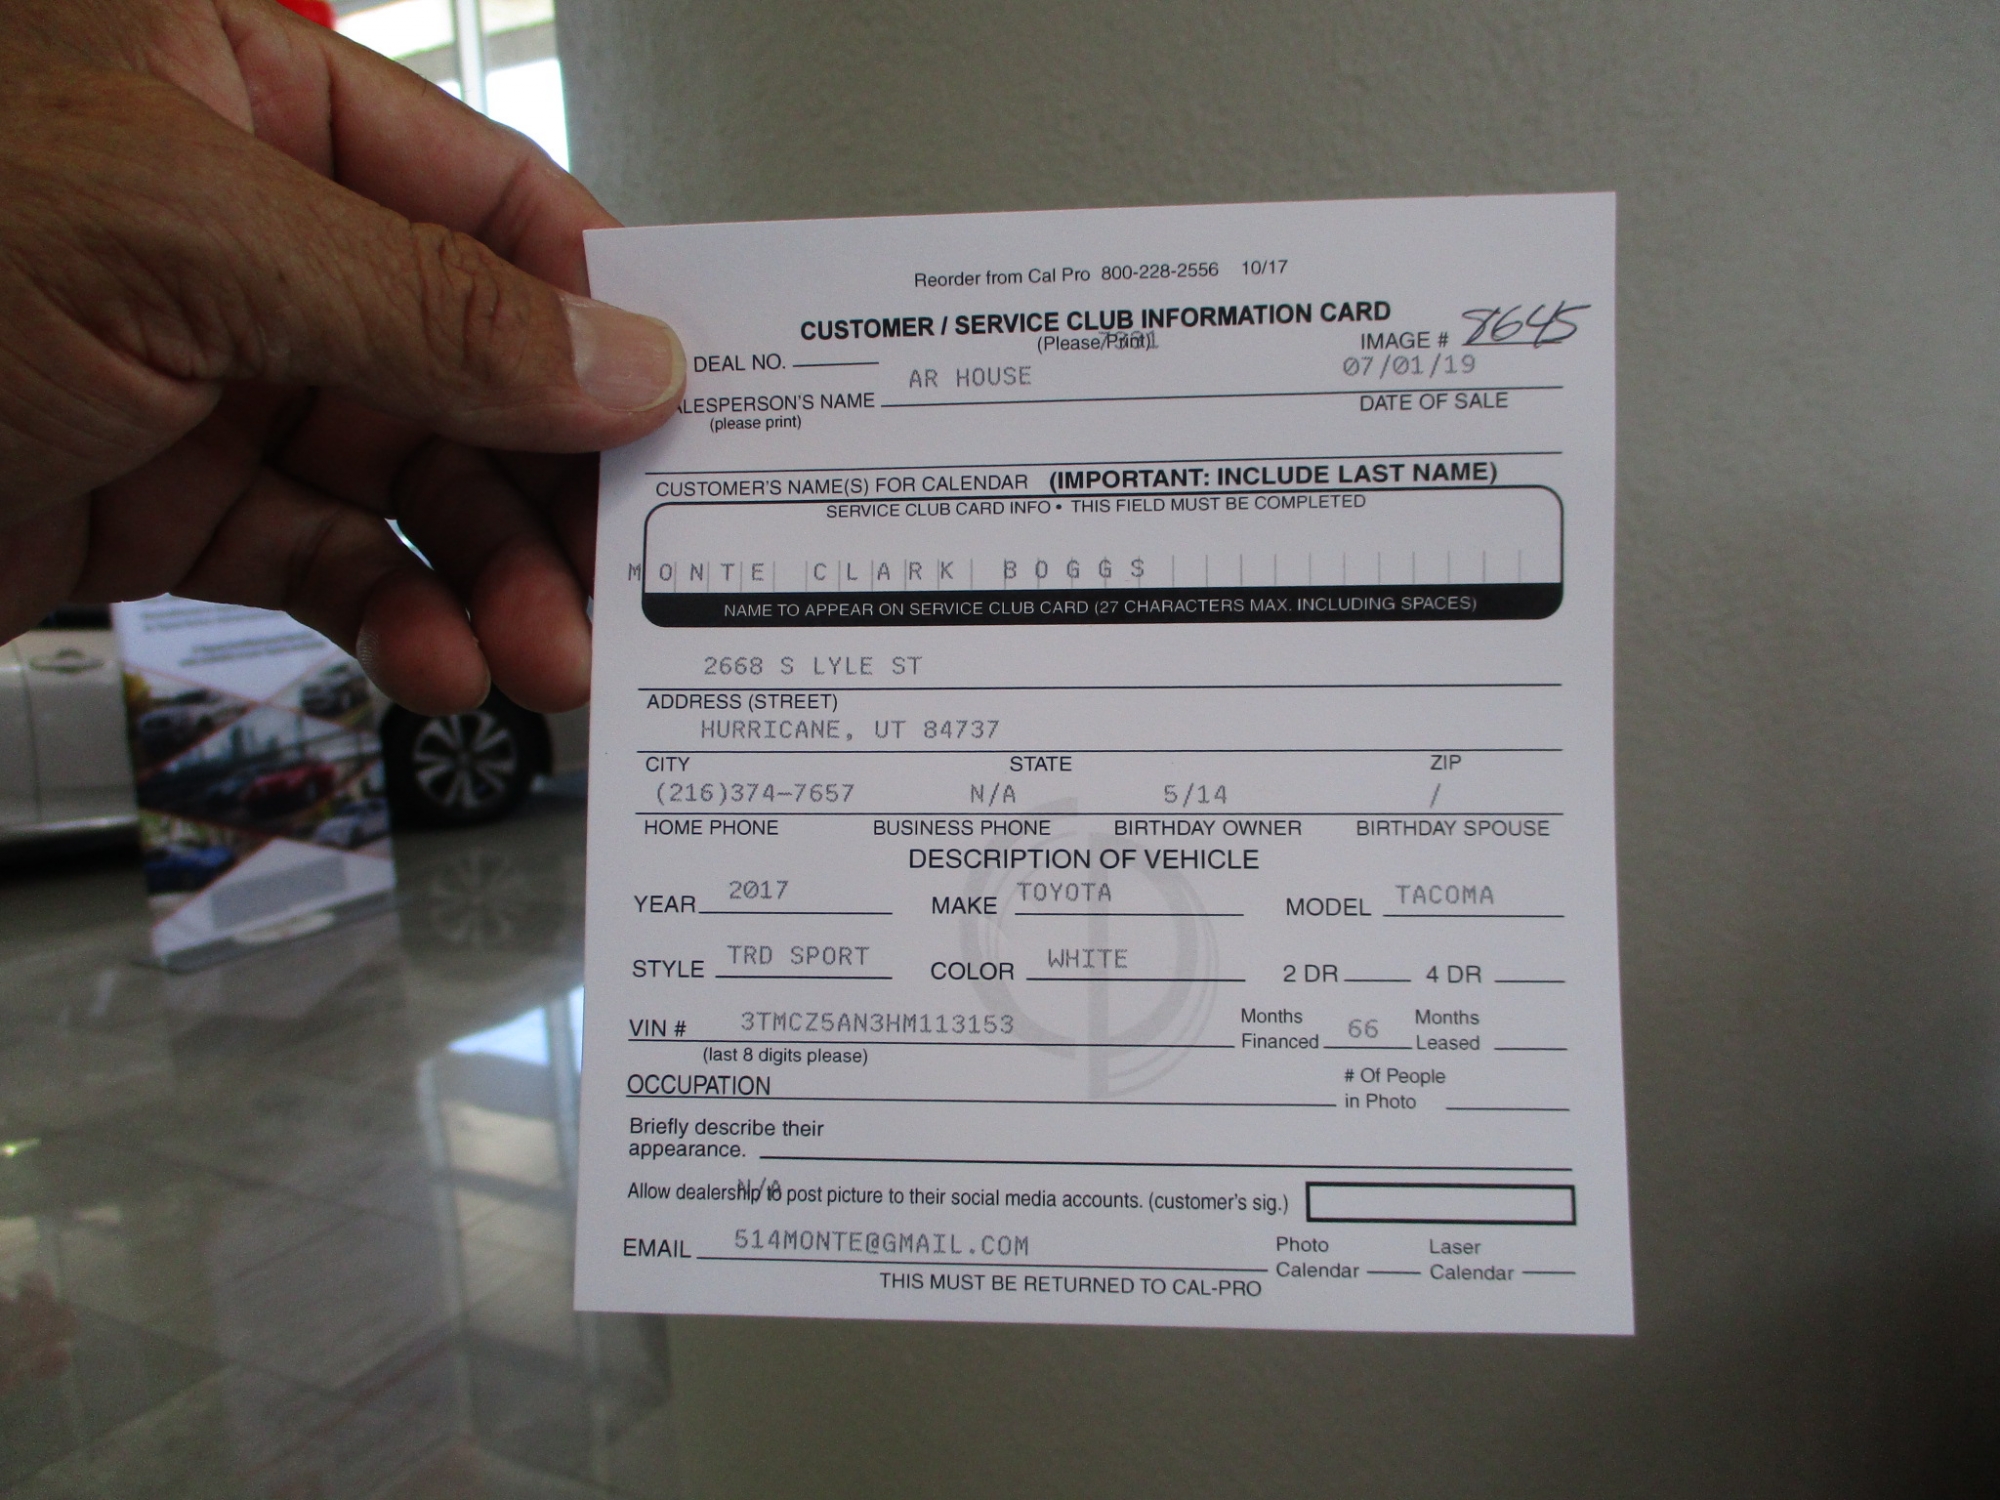 Reorder from Cal Pro 800-228-2556 10/17
CUSTOMER / SERVICE CLUB INFORMATION CARD
(Please Print)
IMAGE # 8645
DEAL NO.
AR HOUSE 07/01/19
LESPERSON'S NAME DATE OF SALE
(please print)
CUSTOMER'S NAME(S) FOR CALENDAR (IMPORTANT: INCLUDE LAST NAME)
SERVICE CLUB CARD INFO • THIS FIELD MUST BE COMPLETED
MONTE CLARK BOGGS
NAME TO APPEAR ON SERVICE CLUB CARD (27 CHARACTERS MAX. INCLUDING SPACES)
2668 S LYLE ST
ADDRESS (STREET)
HURRICANE, UT 84737
CITY STATE ZIP
(216)374-7657 N/A 5/14 /
HOME PHONE BUSINESS PHONE BIRTHDAY OWNER BIRTHDAY SPOUSE
DESCRIPTION OF VEHICLE
YEAR 2017 MAKE TOYOTA MODEL TACOMA
STYLE TRD SPORT COLOR WHITE 2 DR 4 DR
VIN # 3TMCZ5AN3HM113153 Months Financed 66 Months Leased
(last 8 digits please)
OCCUPATION # Of People in Photo
Briefly describe their
appearance.
N/A
Allow dealership to post picture to their social media accounts. (customer's sig.)
EMAIL 514MONTE@GMAIL.COM Photo Calendar Laser Calendar
THIS MUST BE RETURNED TO CAL-PRO